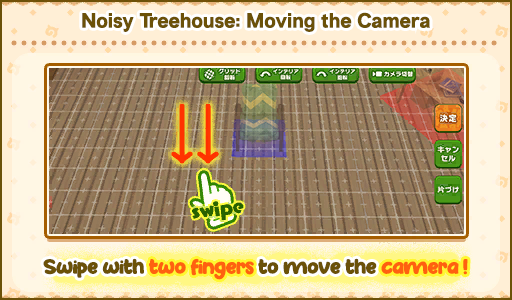 Noisy Treehouse: Moving the Camera
グリッド
回転
インテリア
回転
インテリア
回転
カメラ切替
決定
キャン
セル
片づけ
swipe
Swipe with two fingers to move the camera!